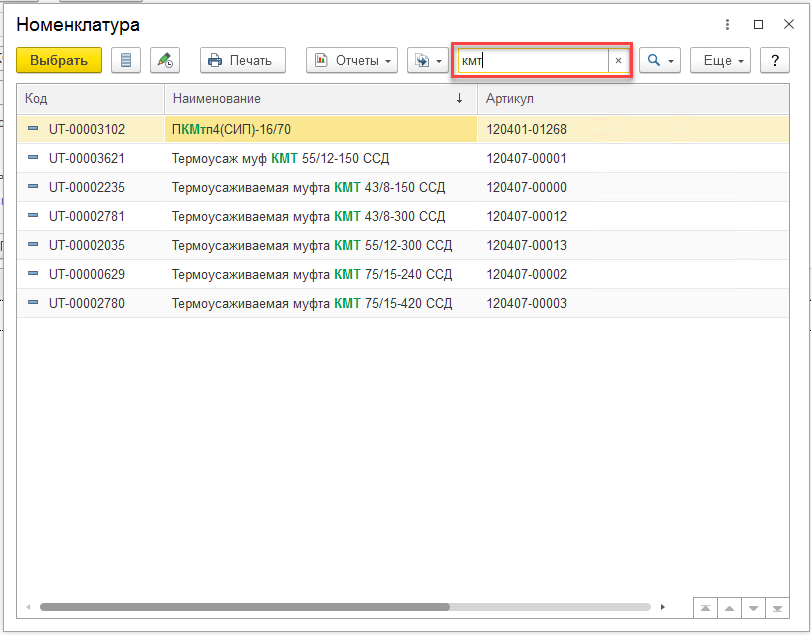 Номенклатура
Выбрать Печать Отчеты кмт × Еще ?
Код Наименование ↓ Артикул
UT-00003102 ПКМтп4(СИП)-16/70 120401-01268
UT-00003621 Термоусаж муф КМТ 55/12-150 ССД 120407-00001
UT-00002235 Термоусаживаемая муфта КМТ 43/8-150 ССД 120407-00000
UT-00002781 Термоусаживаемая муфта КМТ 43/8-300 ССД 120407-00012
UT-00002035 Термоусаживаемая муфта КМТ 55/12-300 ССД 120407-00013
UT-00000629 Термоусаживаемая муфта КМТ 75/15-240 ССД 120407-00002
UT-00002780 Термоусаживаемая муфта КМТ 75/15-420 ССД 120407-00003